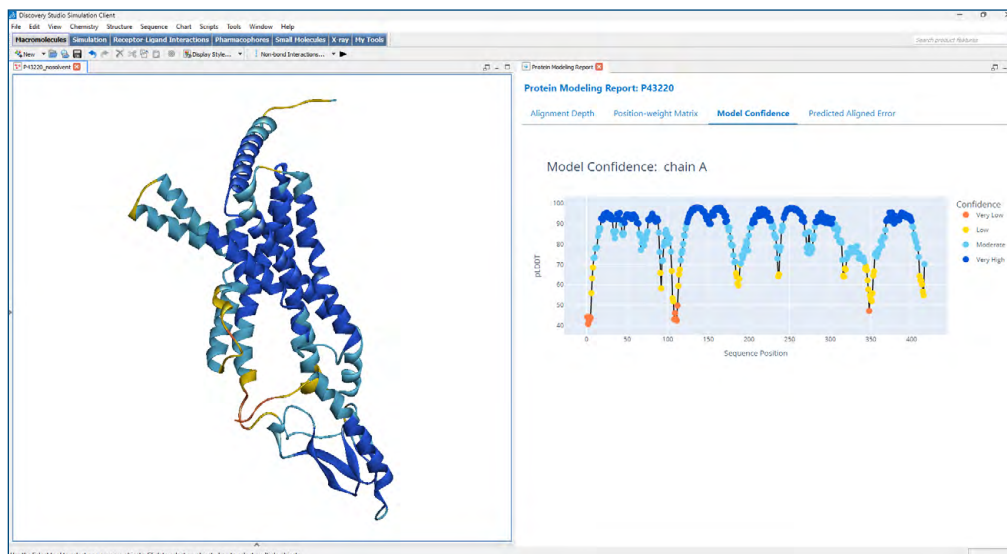 Discovery Studio Simulation Client
File Edit View Chemistry Structure Sequence Chart Scripts Tools Window Help
Macromolecules Simulation Receptor-Ligand Interactions Pharmacophores Small Molecules X-ray My Tools
Search product features
New Display Style... Non-bond Interactions...
P43220_nosolvent
Protein Modeling Report
Protein Modeling Report: P43220
Alignment Depth Position-weight Matrix Model Confidence Predicted Aligned Error
Model Confidence: chain A
Confidence
Very Low
Low
Moderate
Very High
pLDDT
100
90
80
70
60
50
40
0 50 100 150 200 250 300 350 400
Sequence Position